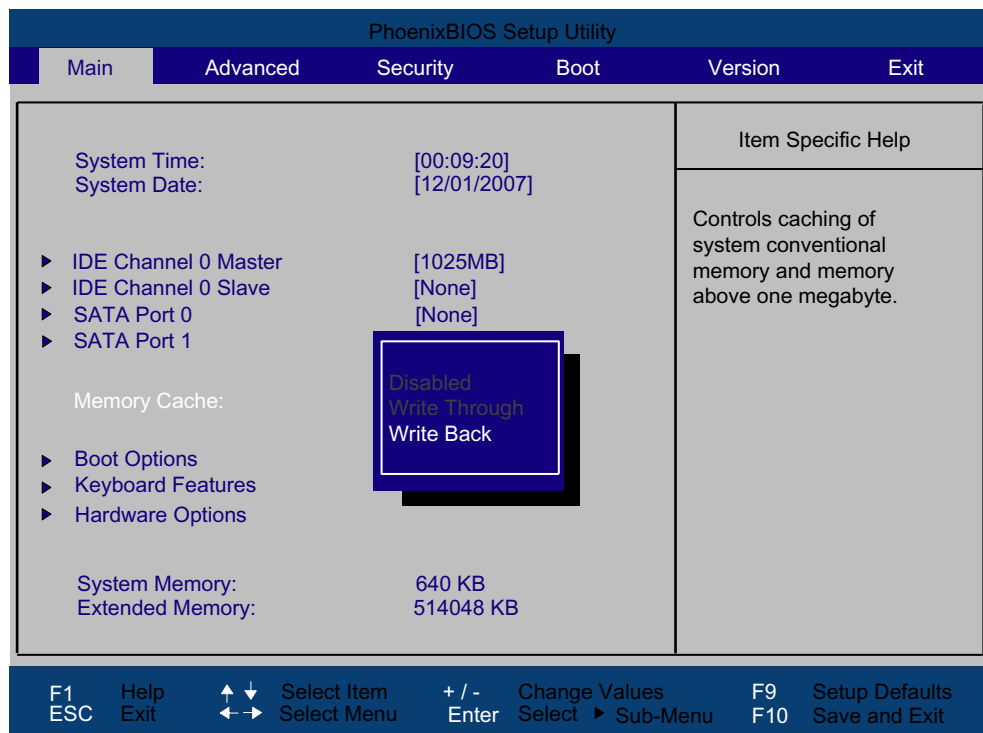 PhoenixBIOS Setup Utility
Main Advanced Security Boot Version Exit
System Time: [00:09:20]
System Date: [12/01/2007]
IDE Channel 0 Master [1025MB]
IDE Channel 0 Slave [None]
SATA Port 0 [None]
SATA Port 1
Memory Cache:
Disabled
Write Through
Write Back
Boot Options
Keyboard Features
Hardware Options
System Memory: 640 KB
Extended Memory: 514048 KB
Item Specific Help
Controls caching of
system conventional
memory and memory
above one megabyte.
F1 Help Select Item + / - Change Values F9 Setup Defaults
ESC Exit Select Menu Enter Select Sub-Menu F10 Save and Exit